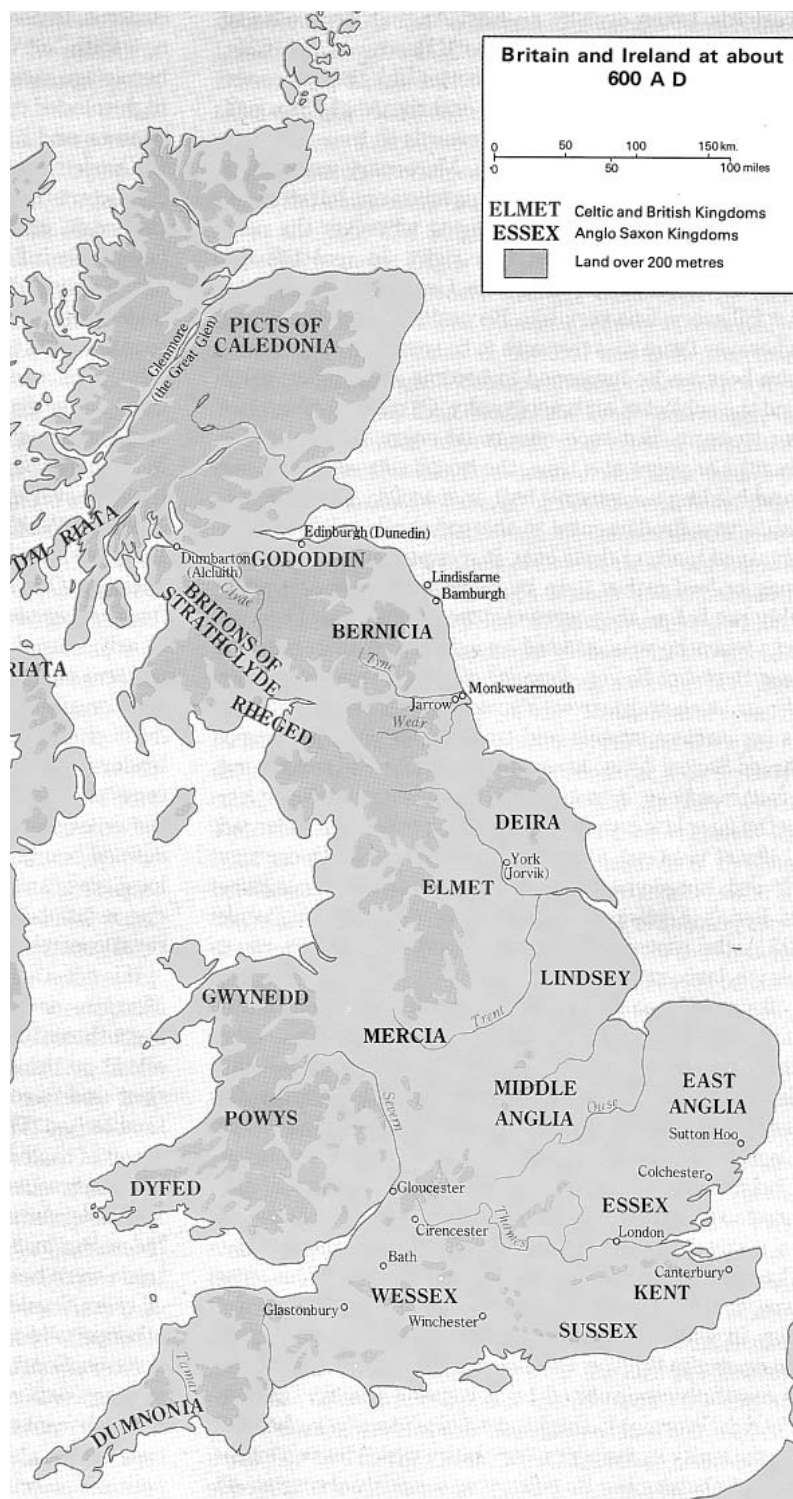 Britain and Ireland at about
600 A D
0 50 100 150 km.
0 50 100 miles
ELMET Celtic and British Kingdoms
ESSEX Anglo Saxon Kingdoms
Land over 200 metres
PICTS OF
CALEDONIA
Glenmore
(the Great Glen)
DAL RIATA
Edinburgh (Dunedin)
GODODDIN
Dumbarton
(Alcluith)
Clyde
Lindisfarne
Bamburgh
BRITONS OF
STRATHCLYDE
BERNICIA
Tyne
RIATA
Monkwearmouth
Jarrow
RHEGED
Wear
DEIRA
York
(Jorvik)
ELMET
LINDSEY
GWYNEDD
Trent
MERCIA
MIDDLE
ANGLIA
EAST
ANGLIA
Ouse
Severn
POWYS
Sutton Hoo
Colchester
DYFED
Gloucester
ESSEX
Cirencester
Thames
London
Bath
Canterbury
WESSEX
KENT
Glastonbury
Winchester
SUSSEX
Tamar
DUMNONIA